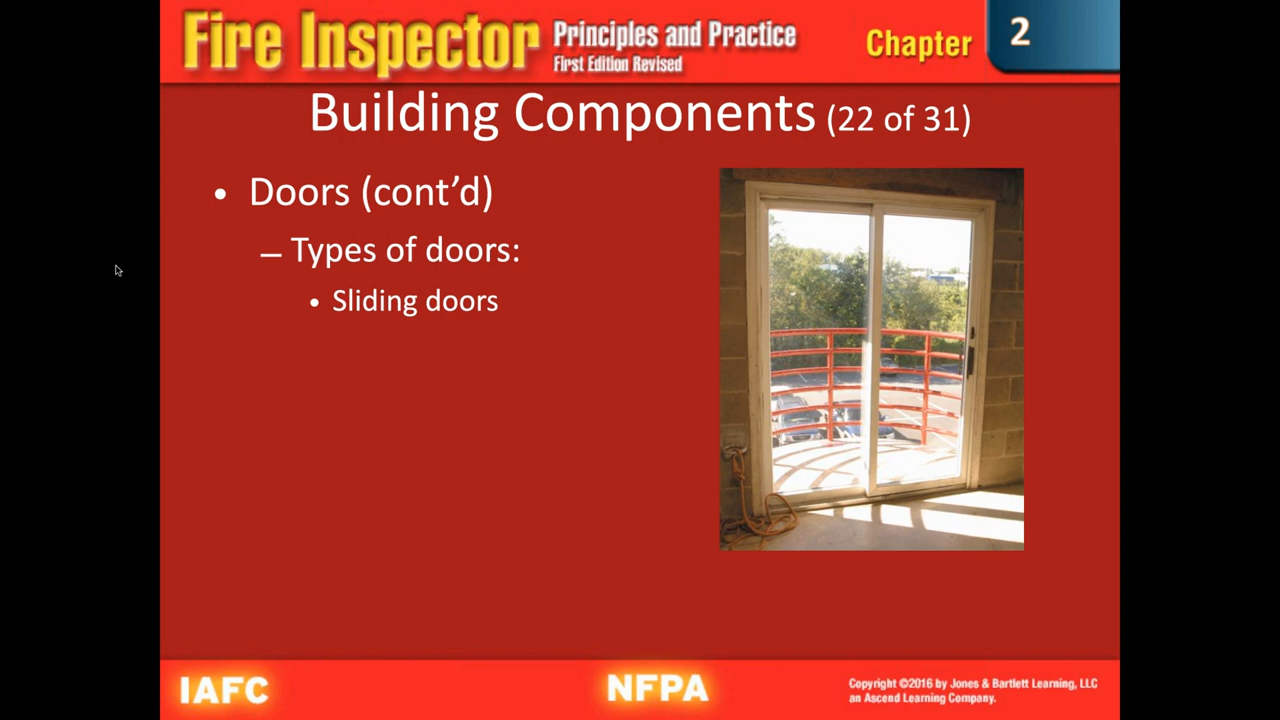 Fire Inspector
Principles and Practice
First Edition Revised
Chapter 2
Building Components (22 of 31)
• Doors (cont’d)
– Types of doors:
• Sliding doors
IAFC
NFPA
Copyright ©2016 by Jones & Bartlett Learning, LLC
an Ascend Learning Company.